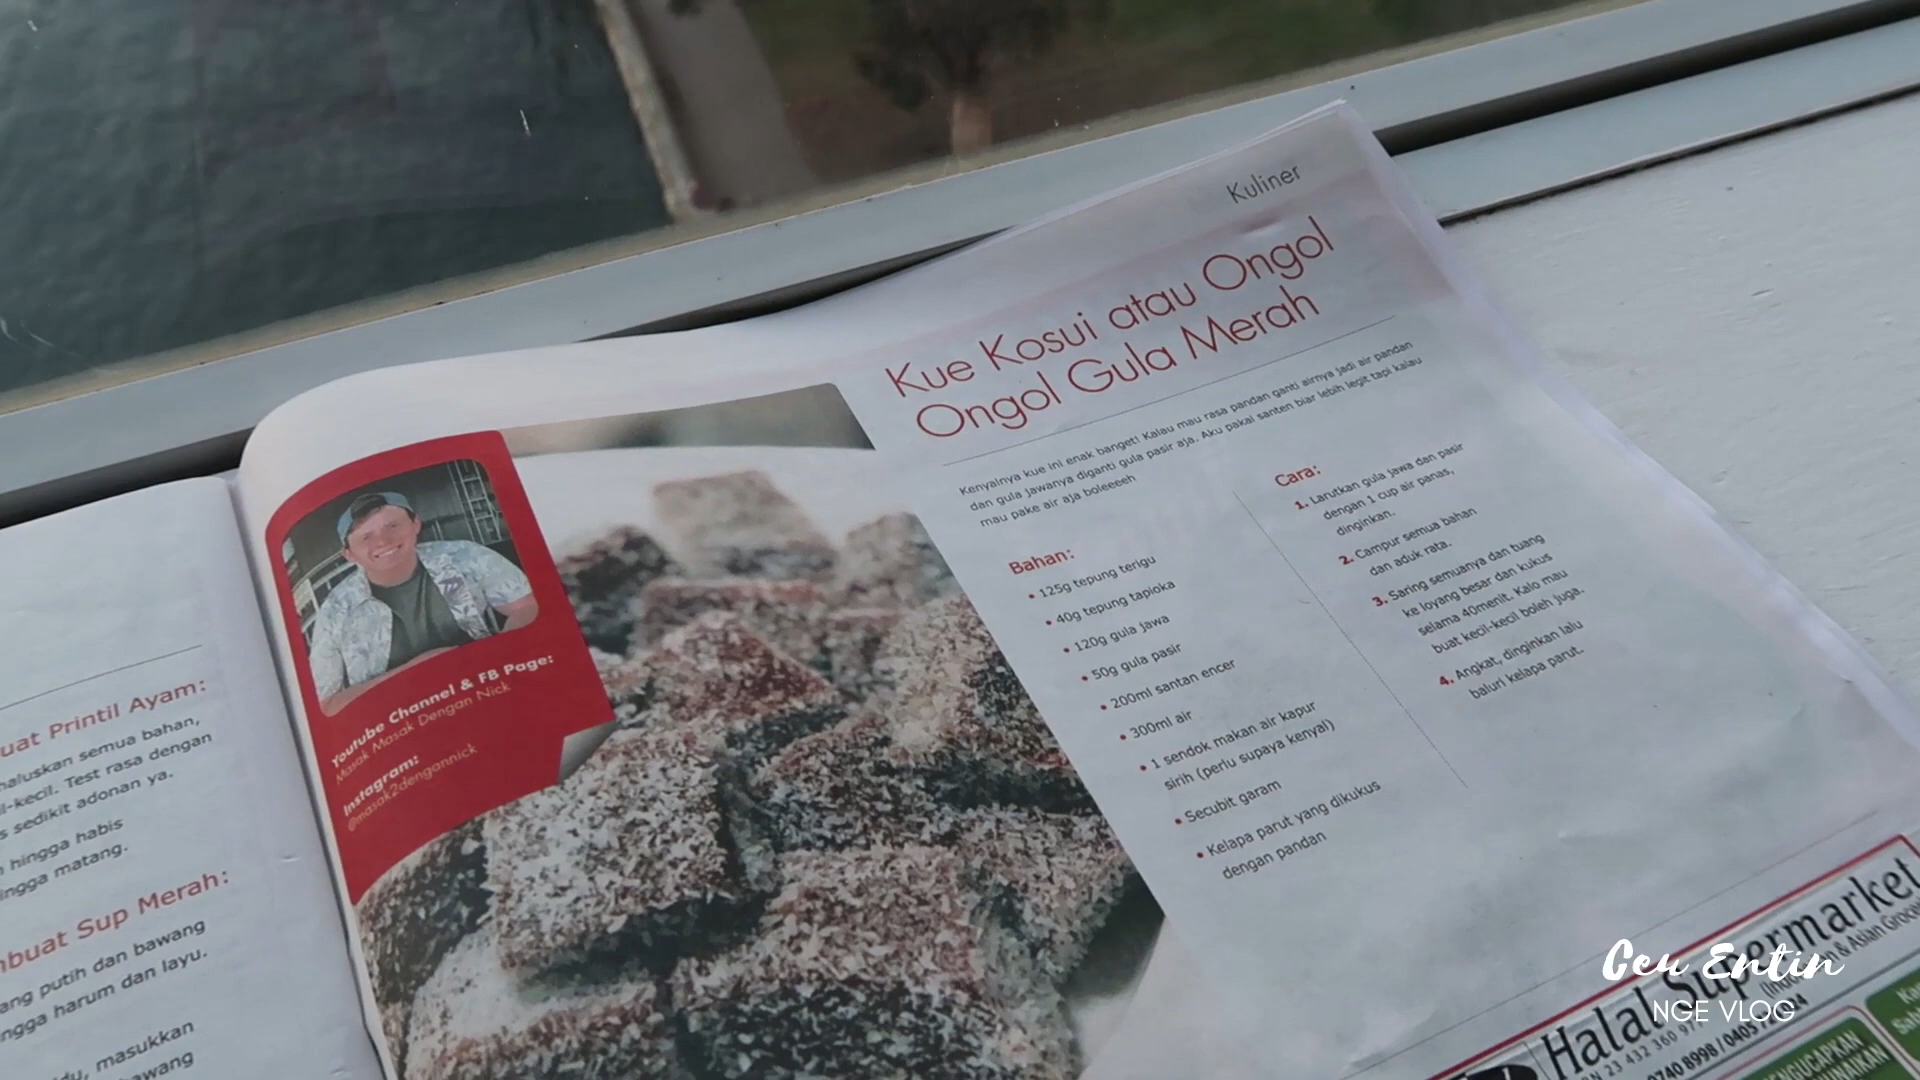 Kuliner
Kue Kosui atau Ongol
Ongol Gula Merah
Kenyalnya kue ini enak banget! Kalau mau rasa pandan ganti airnya jadi air pandan
dan gula jawanya diganti gula pasir aja. Aku pakai santen biar lebih legit tapi kalau
mau pake air aja boleeeeh
Bahan:
• 125g tepung terigu
• 40g tepung tapioka
• 120g gula jawa
• 50g gula pasir
• 200ml santan encer
• 300ml air
• 1 sendok makan air kapur
sirih (perlu supaya kenyal)
• Secubit garam
• Kelapa parut yang dikukus
dengan pandan
Cara:
1. Larutkan gula jawa dan pasir
dengan 1 cup air panas,
dinginkan.
2. Campur semua bahan
dan aduk rata.
3. Saring semuanya dan tuang
ke loyang besar dan kukus
selama 40menit. Kalo mau
buat kecil-kecil boleh juga.
4. Angkat, dinginkan lalu
baluri kelapa parut.
Youtube Channel & FB Page:
Masak Masak Dengan Nick
Instagram:
@masak2dengannick
uat Printil Ayam:
haluskan semua bahan,
il-kecil. Test rasa dengan
s sedikit adonan ya.
hingga habis
ingga matang.
buat Sup Merah:
ang putih dan bawang
ingga harum dan layu.
masukkan
bawang
Halal Supermarket
& Asian
Ceu Entin
NGE VLOG